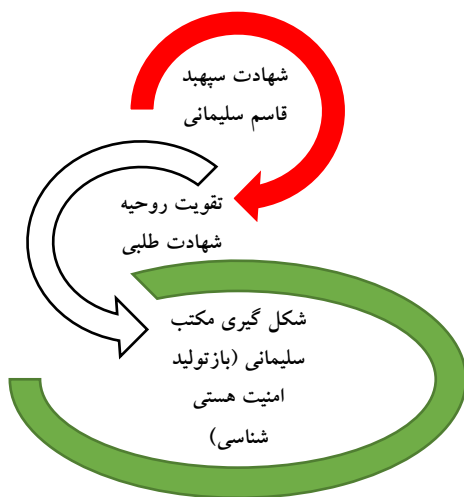 شهادت سپهبد
قاسم سلیمانی
تقویت روحیه
شهادت طلبی
شکل گیری مکتب
سلیمانی (بازتولید
امنیت هستی
شناسی)